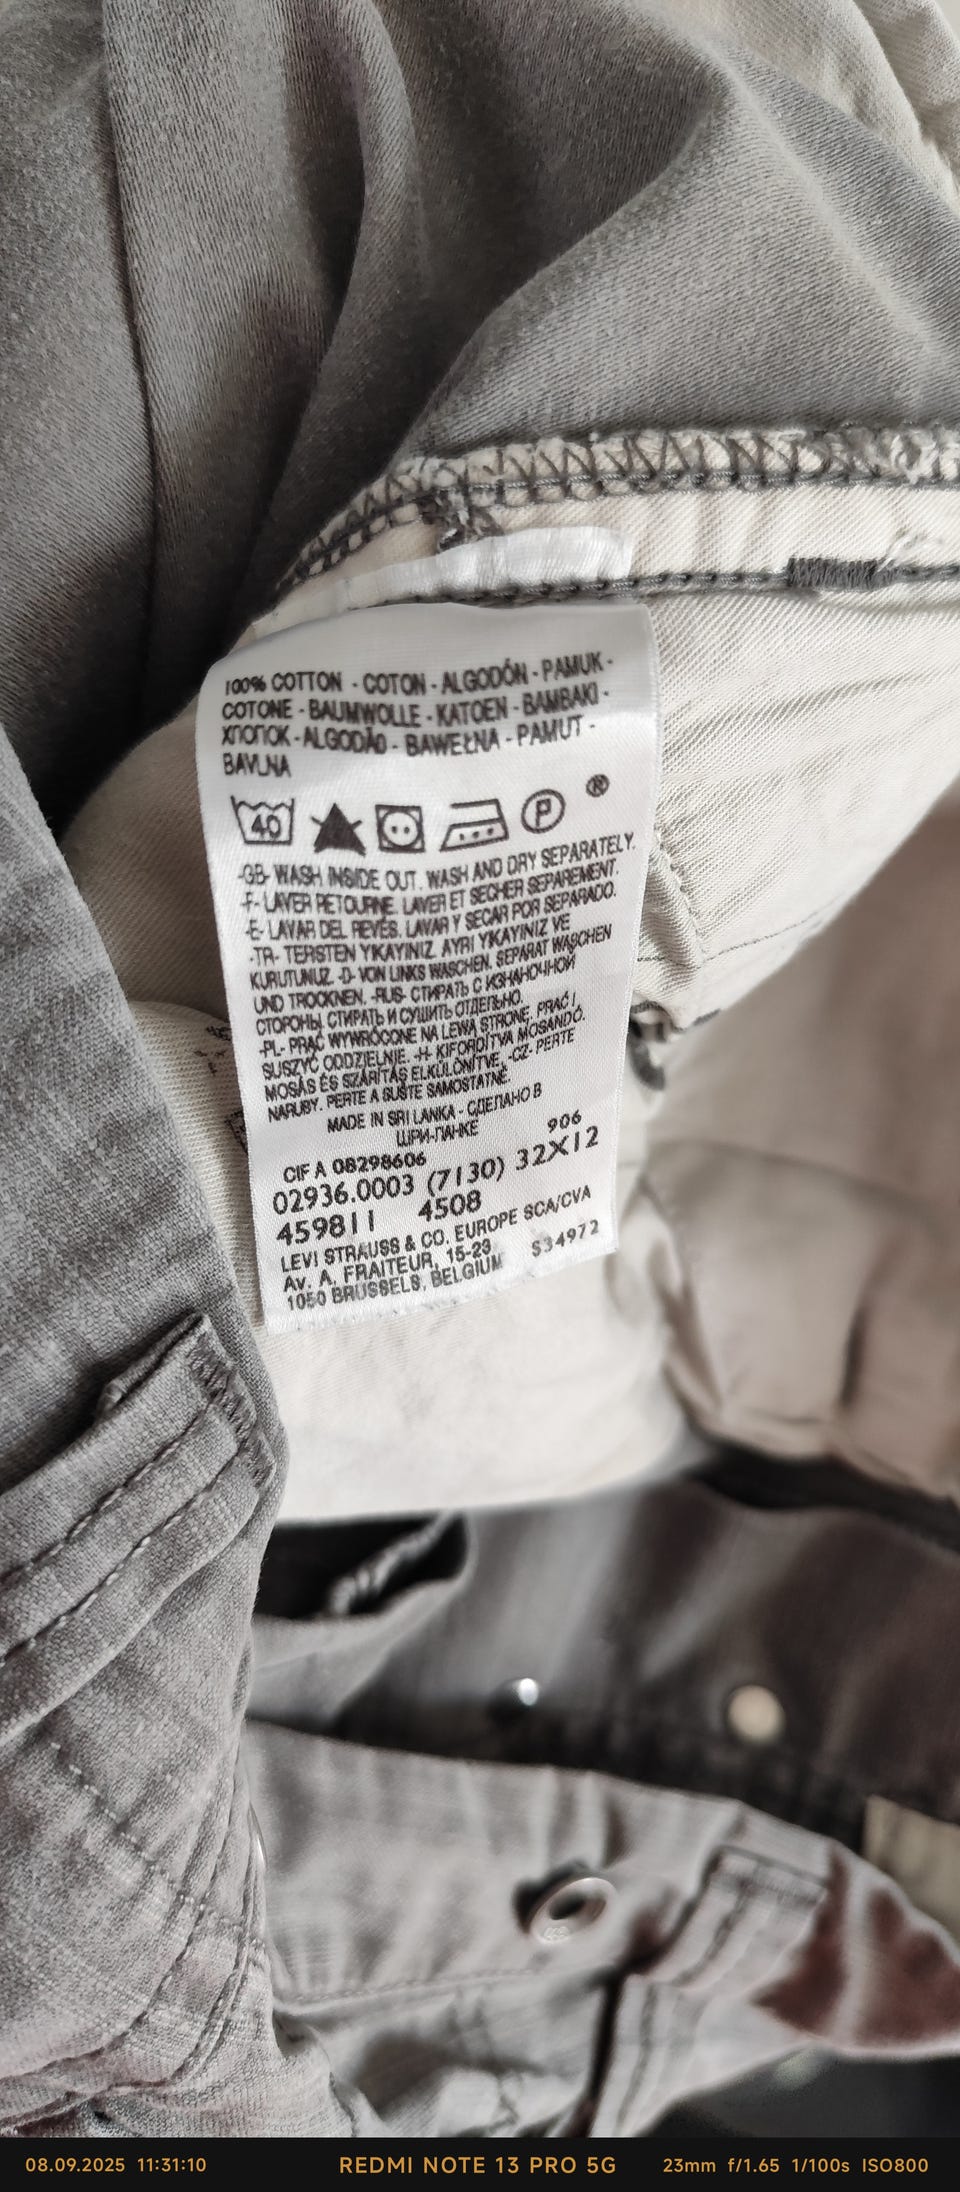 100% COTTON - COTON - ALGODÓN - PAMUK -
COTONE - BAUMWOLLE - KATOEN - BAMBAKI -
ХЛОПОК - ALGODÃO - BAWEŁNA - PAMUT -
BAVLNA
40
P
®
-GB- WASH INSIDE OUT. WASH AND DRY SEPARATELY.
-F- LAVER RETOURNE. LAVER ET SECHER SEPAREMENT.
-E- LAVAR DEL REVÉS. LAVAR Y SECAR POR SEPARADO.
-TR- TERSTEN YIKAYINIZ. AYRI YIKAYINIZ VE
KURUTUNUZ. -D- VON LINKS WASCHEN. SEPARAT WASCHEN
UND TROCKNEN. -RUS- СТИРАТЬ С ИЗНАНОЧНОЙ
СТОРОНЫ. СТИРАТЬ И СУШИТЬ ОТДЕЛЬНО.
-PL- PRAĆ WYWRÓCONE NA LEWĄ STRONĘ. PRAĆ I
SUSZYĆ ODDZIELNIE. -H- KIFORDÍTVA MOSANDÓ.
MOSÁS ÉS SZÁRÍTÁS ELKÜLÖNÍTVE. -CZ- PERTE
NARUBY. PERTE A SUŠTE SAMOSTATNĚ.
MADE IN SRI LANKA - СДЕЛАНО В
ШРИ-ЛАНКЕ
906
CIF A 08298606
02936.0003 (7130) 32X12
459811 4508
LEVI STRAUSS & CO. EUROPE SCA/CVA
Av. A. FRAITEUR, 15-23 S34972
1050 BRUSSELS, BELGIUM
08.09.2025 11:31:10 REDMI NOTE 13 PRO 5G 23mm f/1.65 1/100s ISO800